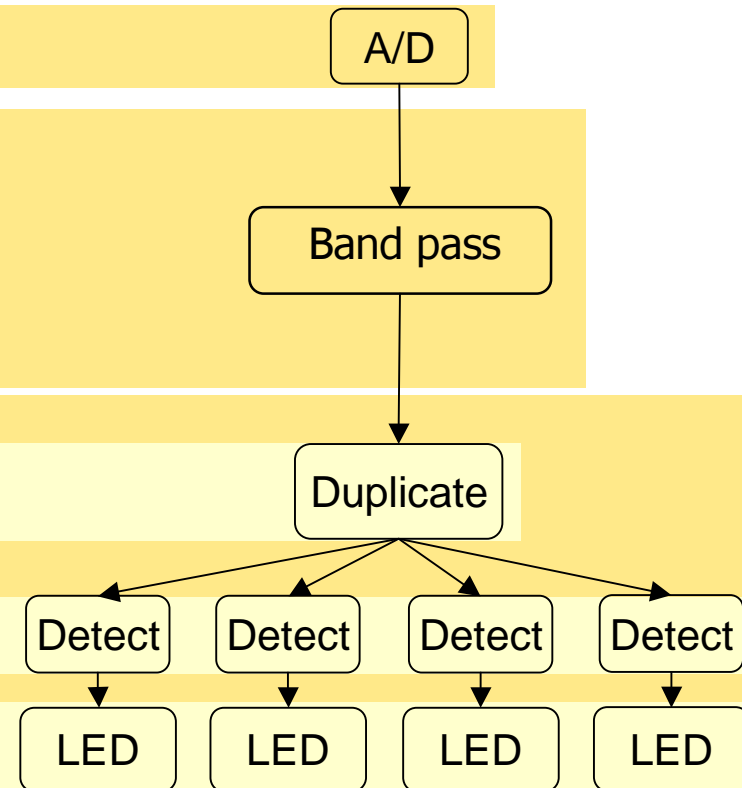 A/D
Band pass
Duplicate
Detect Detect Detect Detect
LED LED LED LED